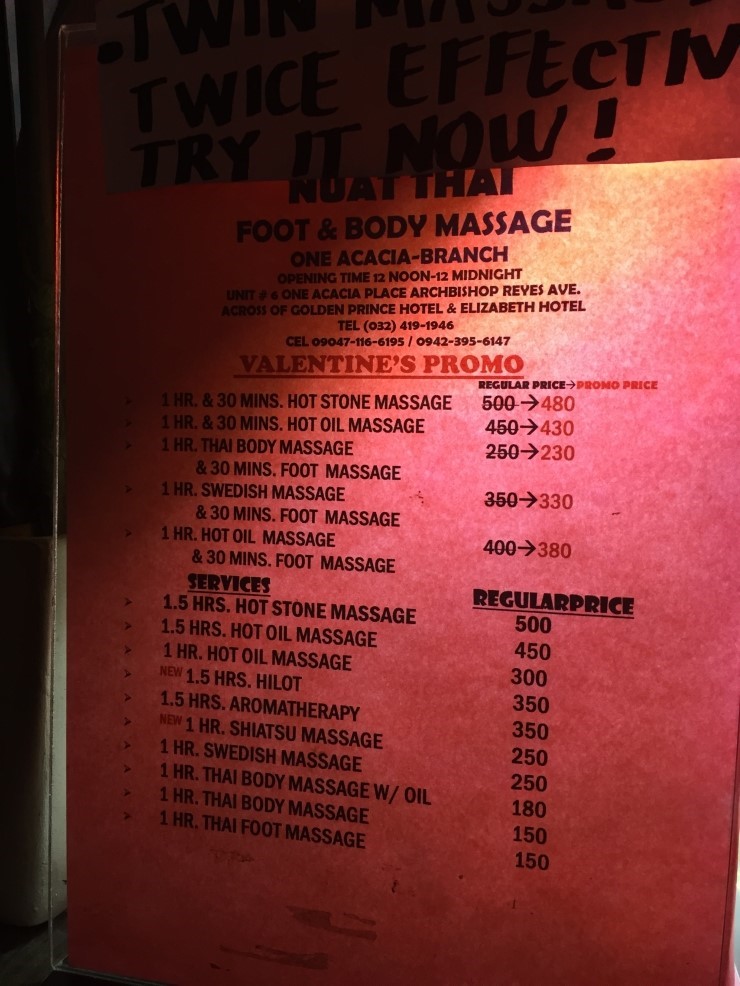 •TWIN MASSAG
TWICE EFFECTIV
TRY IT NOW!
NUAT THAI
FOOT & BODY MASSAGE
ONE ACACIA-BRANCH
OPENING TIME 12 NOON-12 MIDNIGHT
UNIT # 6 ONE ACACIA PLACE ARCHBISHOP REYES AVE.
ACROSS OF GOLDEN PRINCE HOTEL & ELIZABETH HOTEL
TEL (032) 419-1946
CEL 09047-116-6195 / 0942-395-6147
VALENTINE'S PROMO
REGULAR PRICE→PROMO PRICE
➢ 1 HR. & 30 MINS. HOT STONE MASSAGE 500→480
➢ 1 HR. & 30 MINS. HOT OIL MASSAGE 450→430
➢ 1 HR. THAI BODY MASSAGE 250→230
& 30 MINS. FOOT MASSAGE
➢ 1 HR. SWEDISH MASSAGE 350→330
& 30 MINS. FOOT MASSAGE
➢ 1 HR. HOT OIL MASSAGE 400→380
& 30 MINS. FOOT MASSAGE
SERVICES REGULARPRICE
➢ 1.5 HRS. HOT STONE MASSAGE 500
➢ 1.5 HRS. HOT OIL MASSAGE 450
➢ 1 HR. HOT OIL MASSAGE 300
➢ NEW 1.5 HRS. HILOT 350
➢ 1.5 HRS. AROMATHERAPY 350
➢ NEW 1 HR. SHIATSU MASSAGE 250
➢ 1 HR. SWEDISH MASSAGE 250
➢ 1 HR. THAI BODY MASSAGE W/ OIL 180
➢ 1 HR. THAI BODY MASSAGE 150
➢ 1 HR. THAI FOOT MASSAGE 150